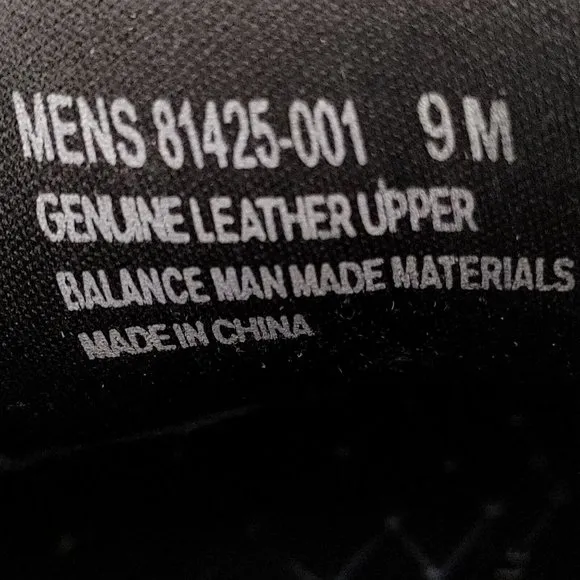 MENS 81425-001 9 M
GENUINE LEATHER UPPER
BALANCE MAN MADE MATERIALS
MADE IN CHINA